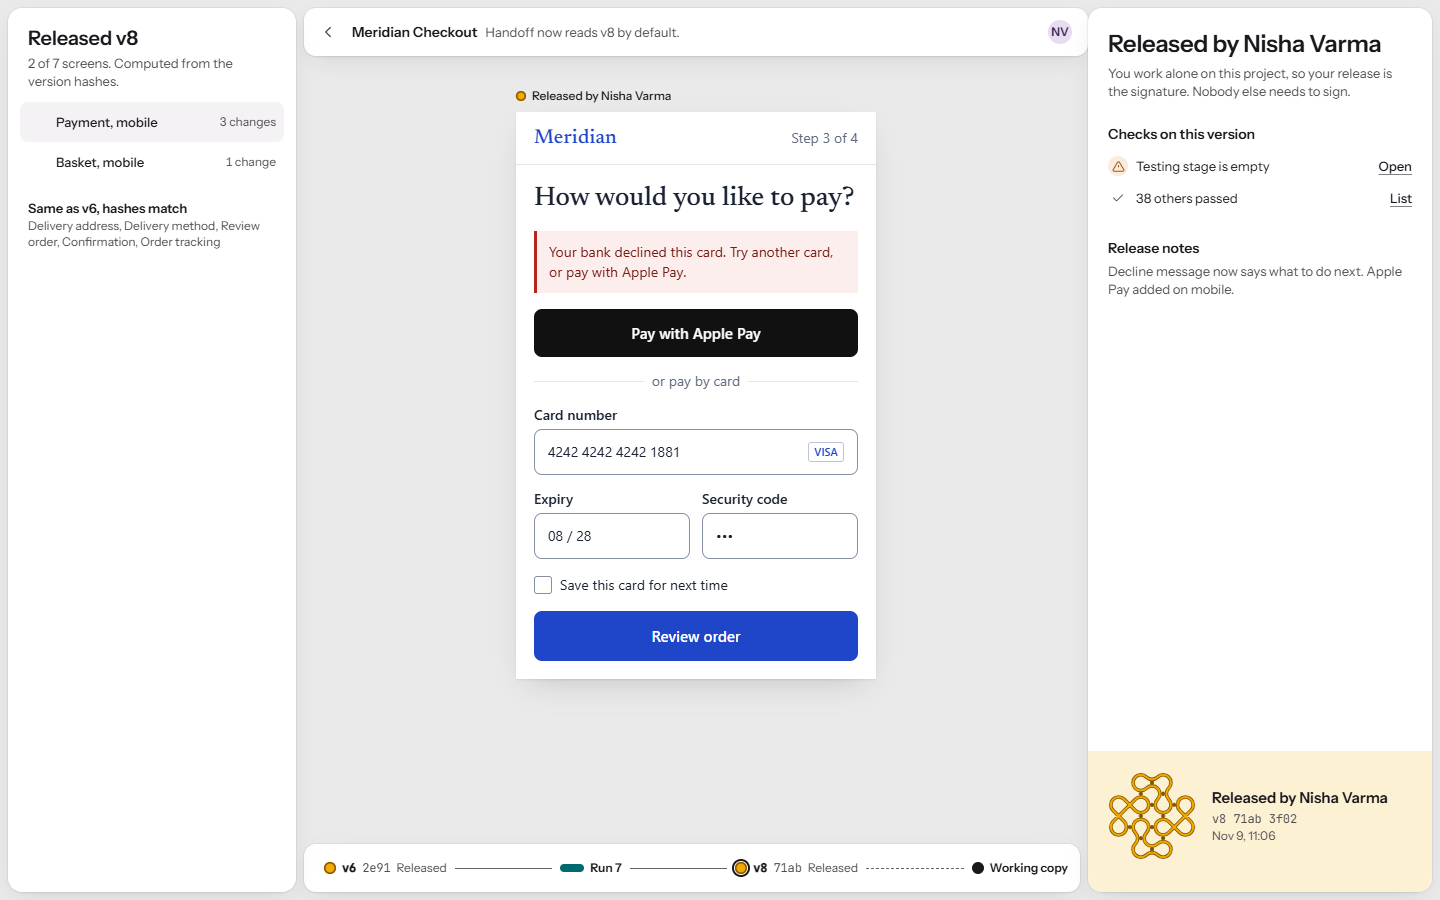 Released v8
2 of 7 screens. Computed from the
version hashes.
Payment, mobile
3 changes
Basket, mobile
1 change
Same as v6, hashes match
Delivery address, Delivery method, Review
order, Confirmation, Order tracking
Meridian Checkout Handoff now reads v8 by default.
NV
Released by Nisha Varma
Meridian
Step 3 of 4
How would you like to pay?
Your bank declined this card. Try another card,
or pay with Apple Pay.
Pay with Apple Pay
or pay by card
Card number
4242 4242 4242 1881
VISA
Expiry
Security code
08 / 28
•••
Save this card for next time
Review order
v6 2e91 Released
Run 7
v8 71ab Released
Working copy
Released by Nisha Varma
You work alone on this project, so your release is
the signature. Nobody else needs to sign.
Checks on this version
Testing stage is empty
Open
38 others passed
List
Release notes
Decline message now says what to do next. Apple
Pay added on mobile.
Released by Nisha Varma
v8 71ab 3f02
Nov 9, 11:06